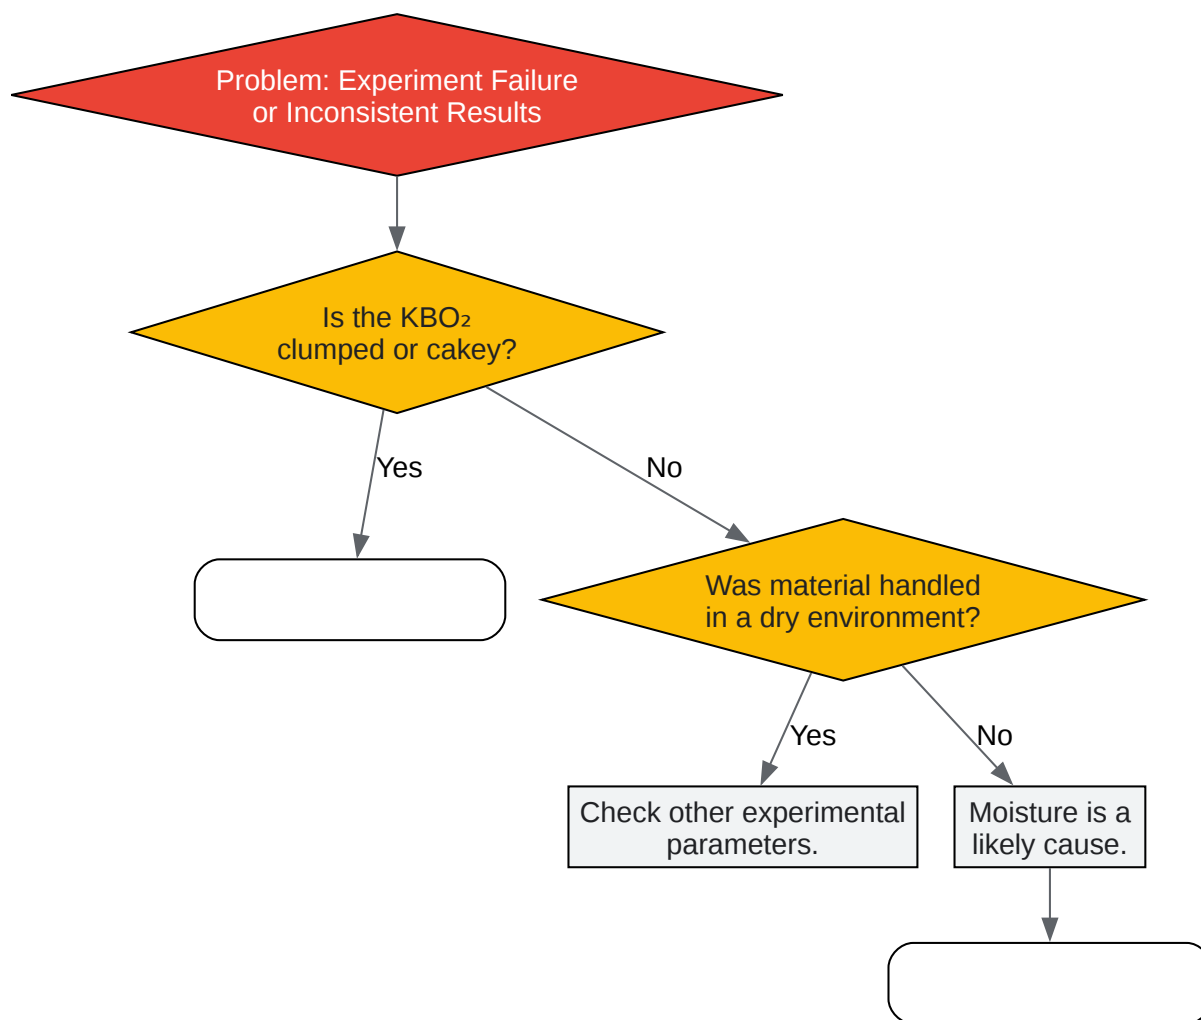 Problem: Experiment Failure
or Inconsistent Results
Is the KBO₂
clumped or cakey?
Yes
No
Was material handled
in a dry environment?
Yes
No
Check other experimental
parameters.
Moisture is a
likely cause.